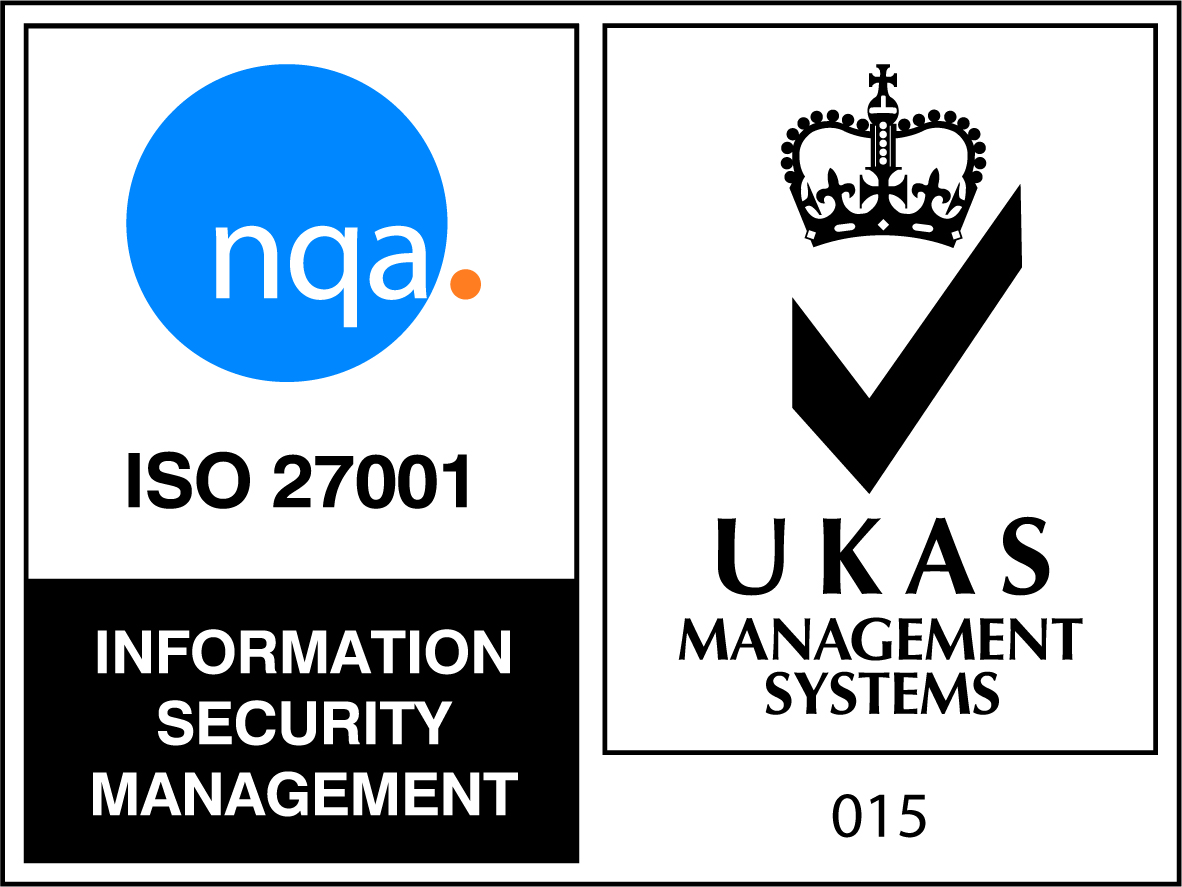 nqa.
ISO 27001
INFORMATION
SECURITY
MANAGEMENT
UKAS
MANAGEMENT
SYSTEMS
015